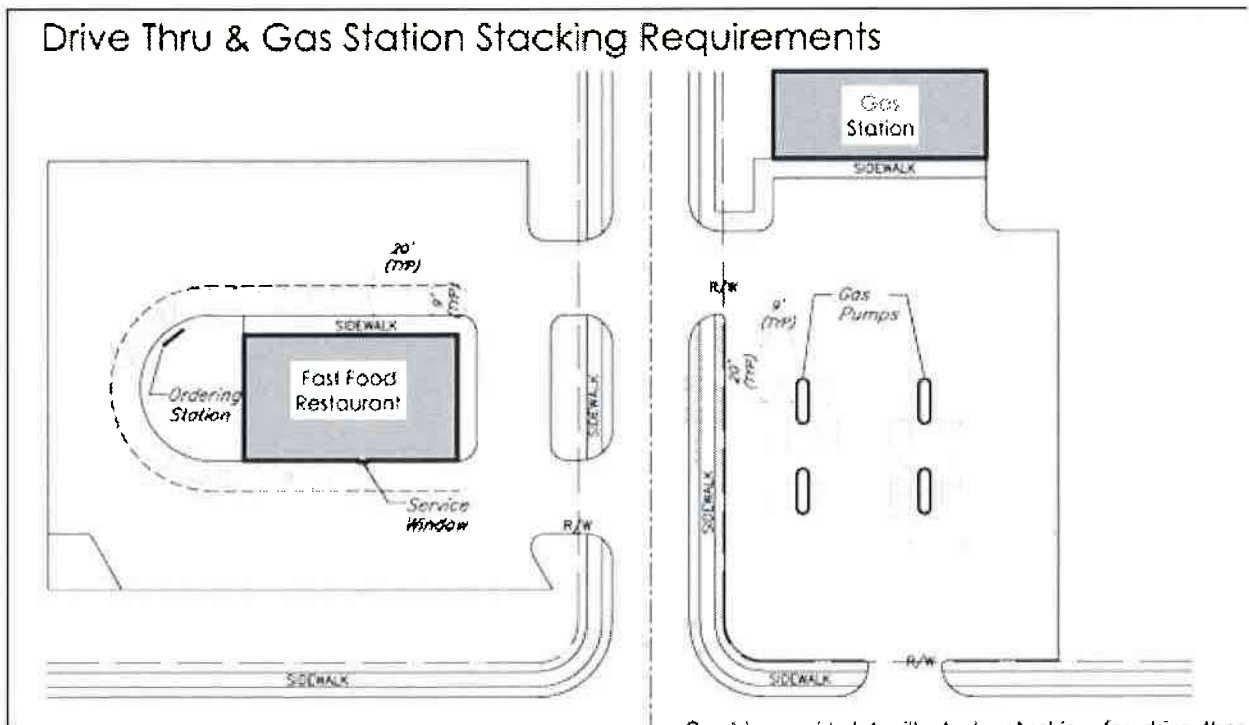 Drive Thru & Gas Station Stacking Requirements
Gas
Station
SIDEWALK
20'
(TYP)
9'
(TYP)
SIDEWALK
Fast Food
Restaurant
Ordering
Station
Service
Window
SIDEWALK
R/W
R/W
9'
(TYP)
20'
(TYP)
Gas
Pumps
SIDEWALK
R/W
SIDEWALK
SIDEWALK